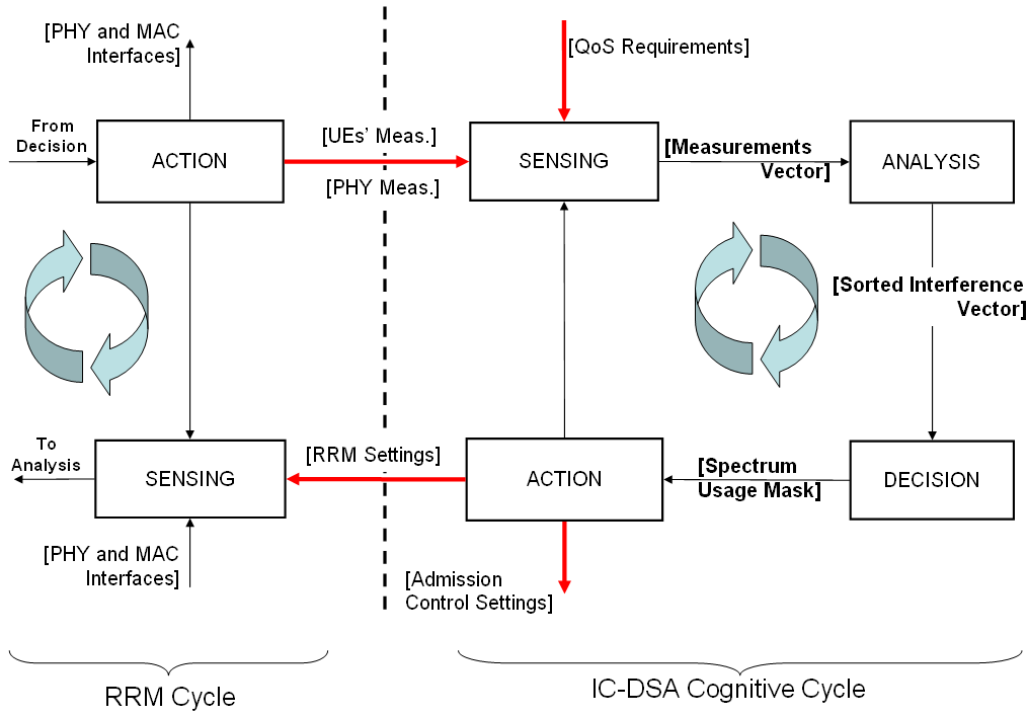 [PHY and MAC
Interfaces]
[QoS Requirements]
From
Decision
ACTION
[UEs' Meas.]
[PHY Meas.]
SENSING
[Measurements
Vector]
ANALYSIS
[Sorted Interference
Vector]
To
Analysis
SENSING
[RRM Settings]
ACTION
[Spectrum
Usage Mask]
DECISION
[PHY and MAC
Interfaces]
[Admission
Control Settings]
RRM Cycle
IC-DSA Cognitive Cycle